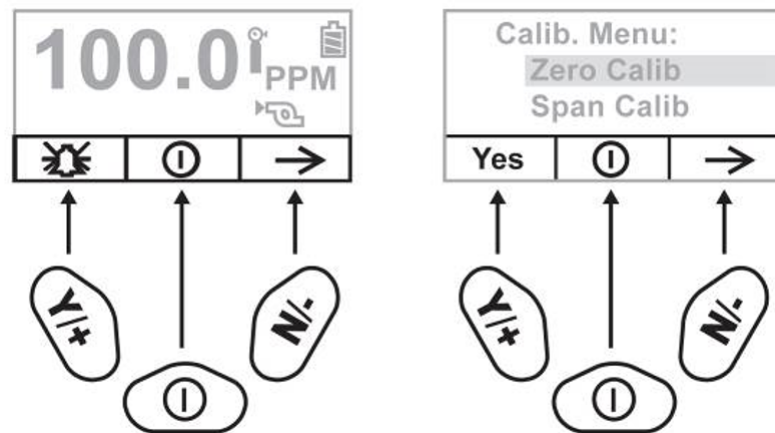 100.0 PPM
Y/+
N/-
Calib. Menu:
Zero Calib
Span Calib
Yes
Y/+
N/-